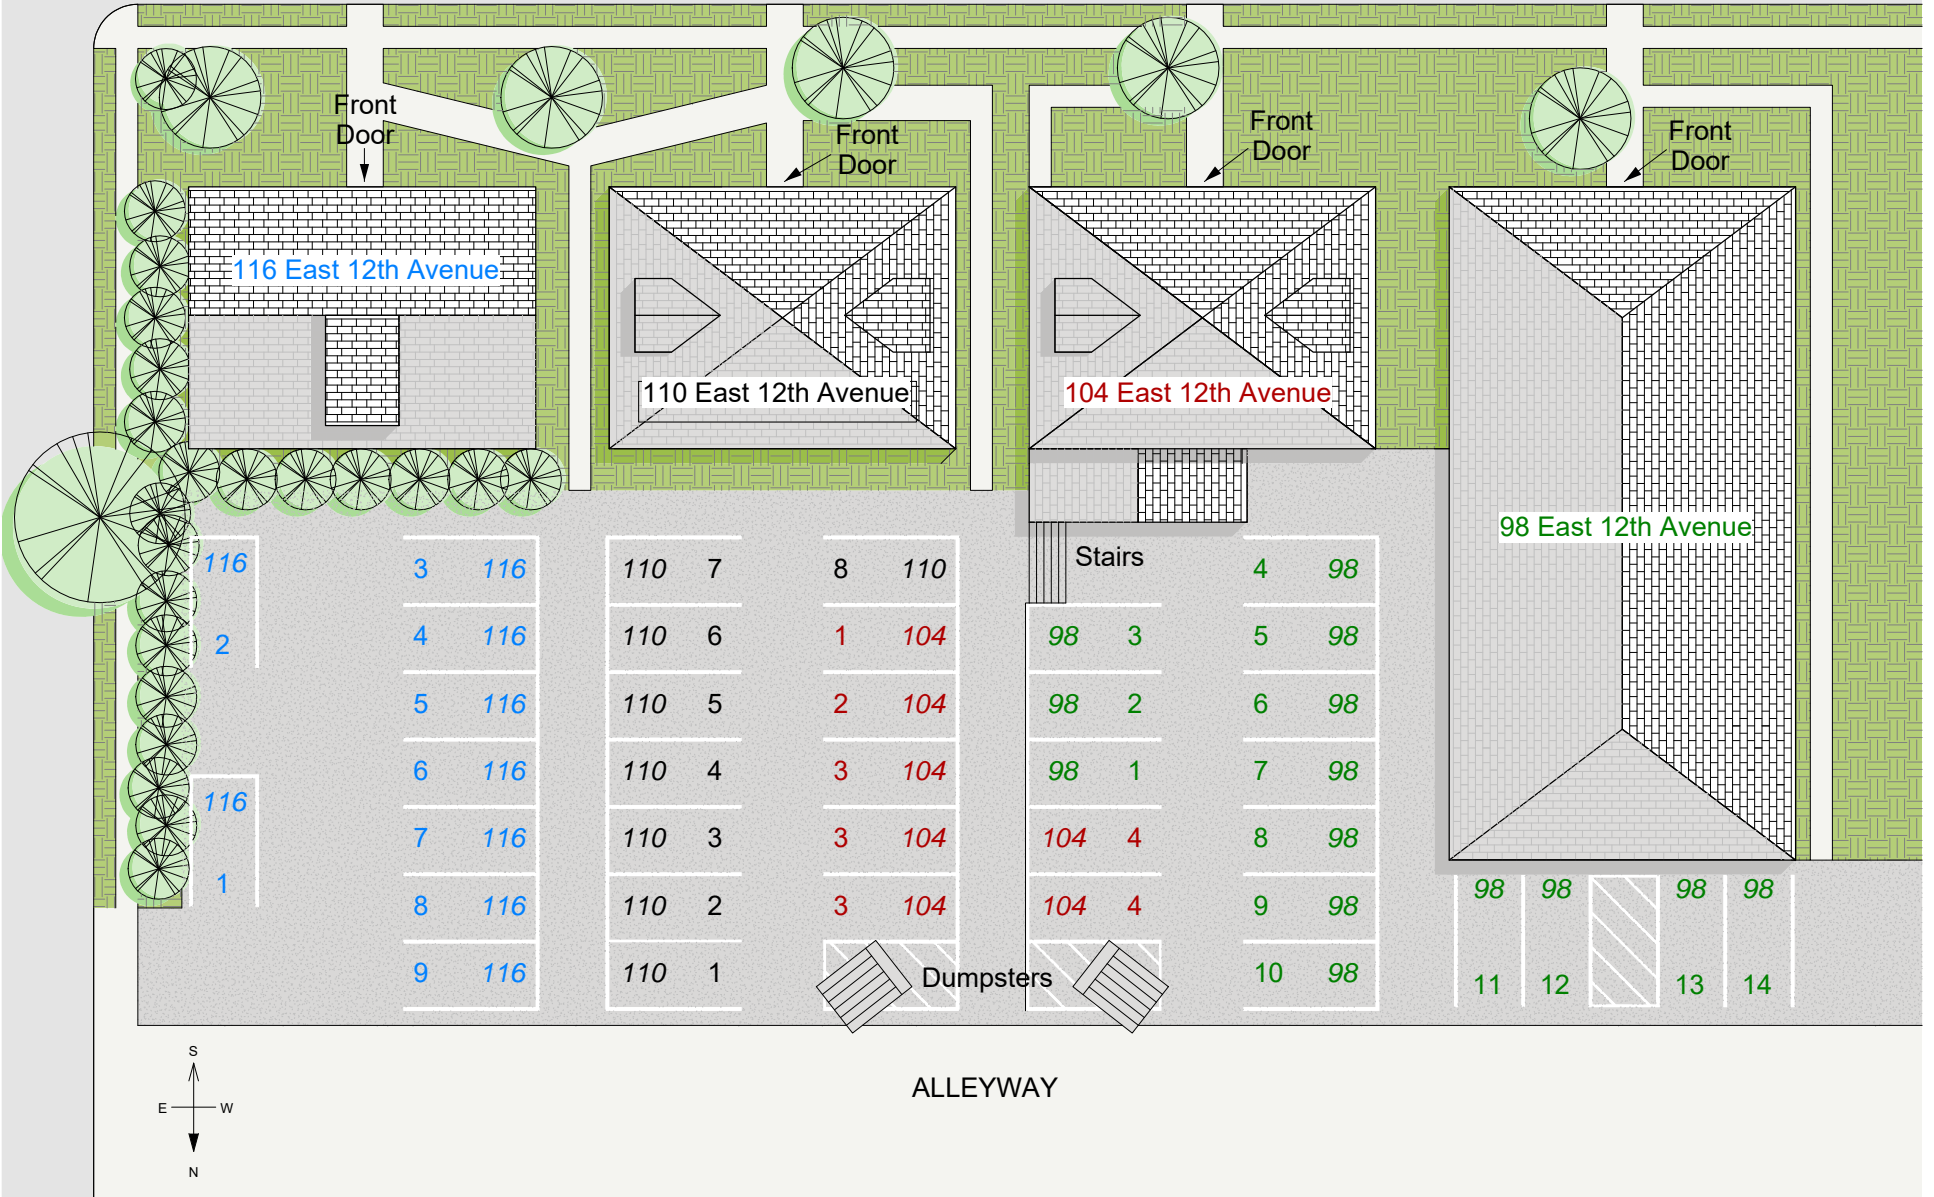 Front
Door
Front
Door
Front
Door
Front
Door
116 East 12th Avenue
110 East 12th Avenue
104 East 12th Avenue
98 East 12th Avenue
Stairs
116
2
3 116 110 7 8 110 4 98
4 116 110 6 1 104 98 3 5 98
5 116 110 5 2 104 98 2 6 98
6 116 110 4 3 104 98 1 7 98
116
1
7 116 110 3 3 104 104 4 8 98
8 116 110 2 3 104 104 4 9 98
9 116 110 1 Dumpsters 10 98
98 98 98 98
11 12 13 14
ALLEYWAY
S
E W
N